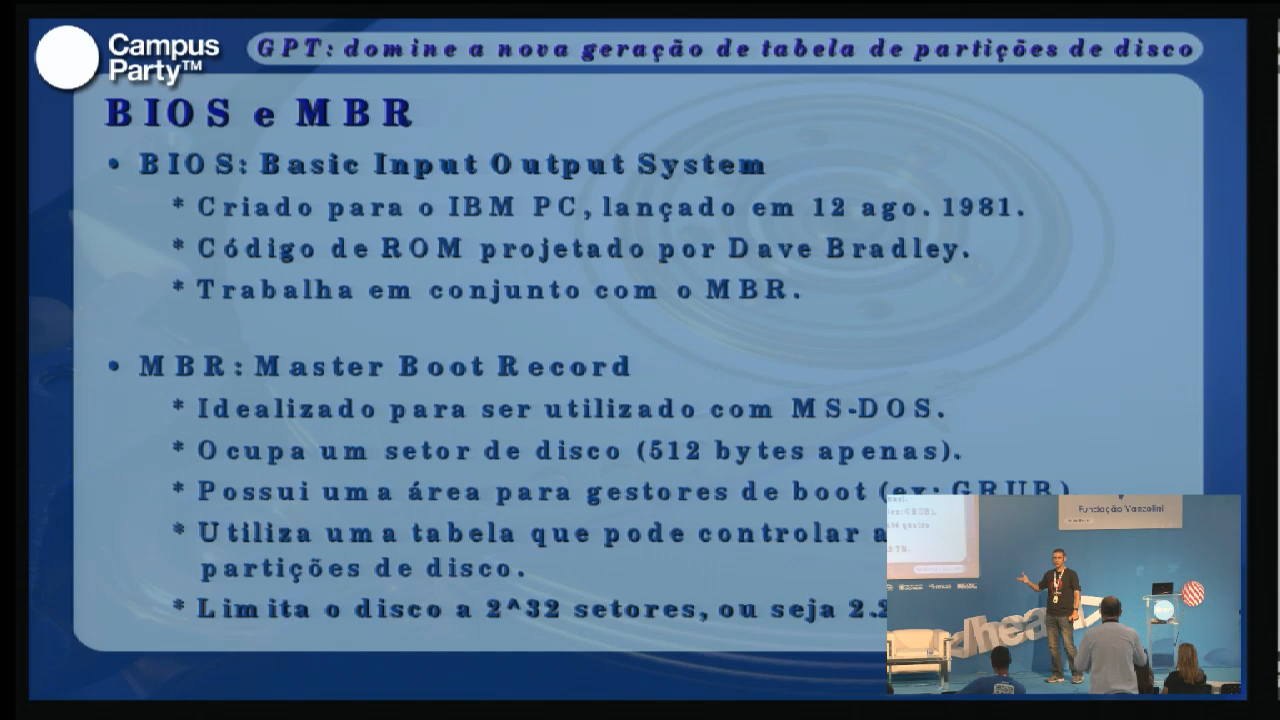 Campus
Party™
GPT: domine a nova geração de tabela de partições de disco
BIOS e MBR
• BIOS: Basic Input Output System
* Criado para o IBM PC, lançado em 12 ago. 1981.
* Código de ROM projetado por Dave Bradley.
* Trabalha em conjunto com o MBR.
• MBR: Master Boot Record
* Idealizado para ser utilizado com MS-DOS.
* Ocupa um setor de disco (512 bytes apenas).
* Possui uma área para gestores de boot (ex: GRUB).
* Utiliza uma tabela que pode controlar a
partições de disco.
* Limita o disco a 2^32 setores, ou seja 2.2
Fundação Vanzolini